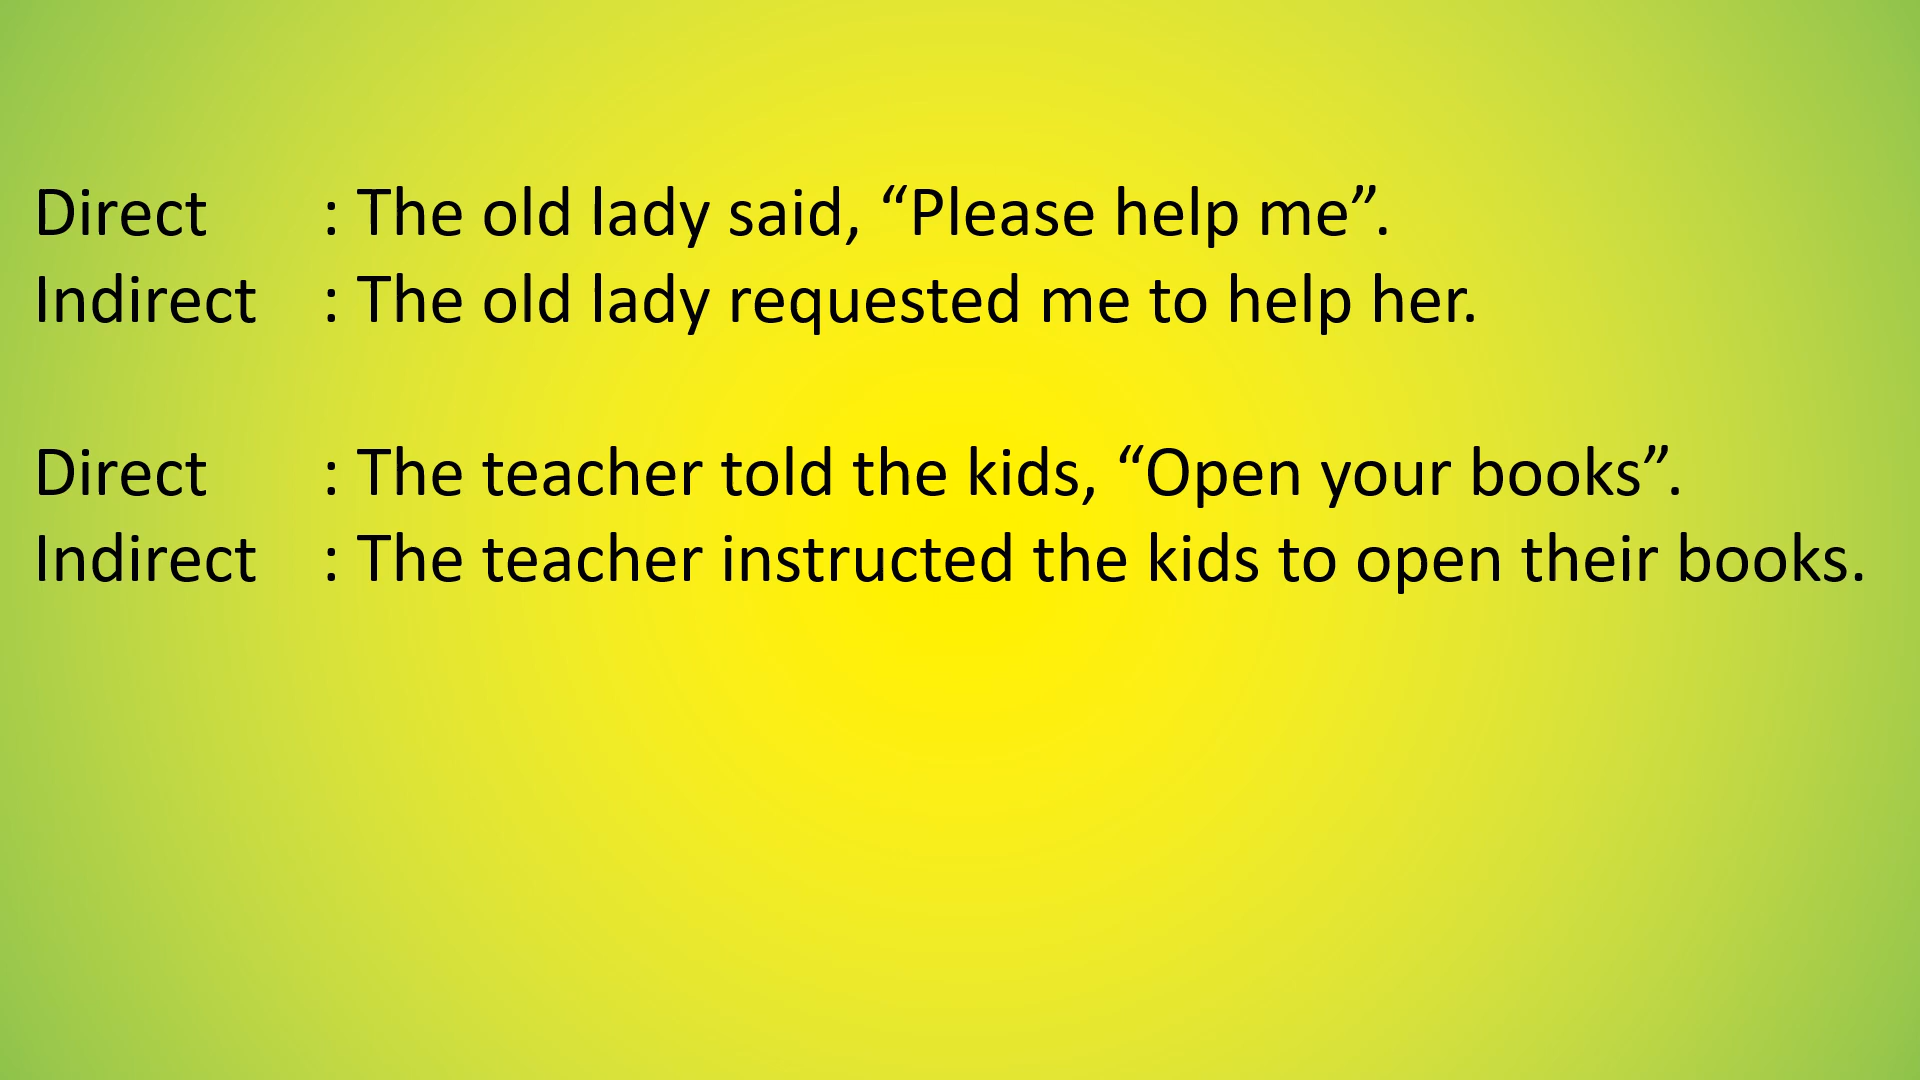 Direct : The old lady said, “Please help me”.
Indirect : The old lady requested me to help her.
Direct : The teacher told the kids, “Open your books”.
Indirect : The teacher instructed the kids to open their books.